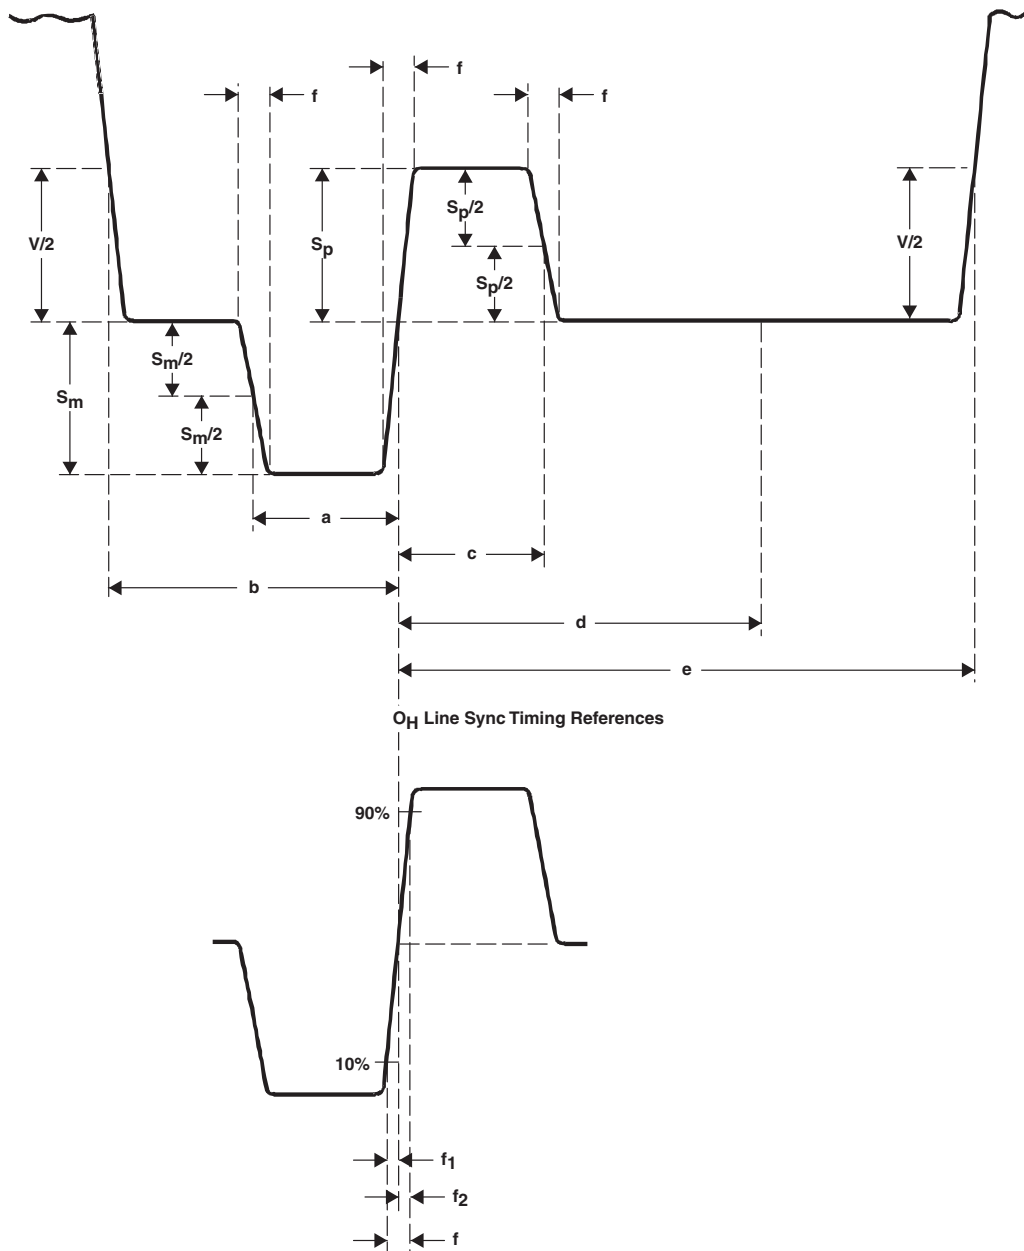 f
f
f
V/2
Sp
Sp/2
Sp/2
V/2
Sm
Sm/2
Sm/2
a
c
b
d
e
OH Line Sync Timing References
90%
10%
f1
f2
f